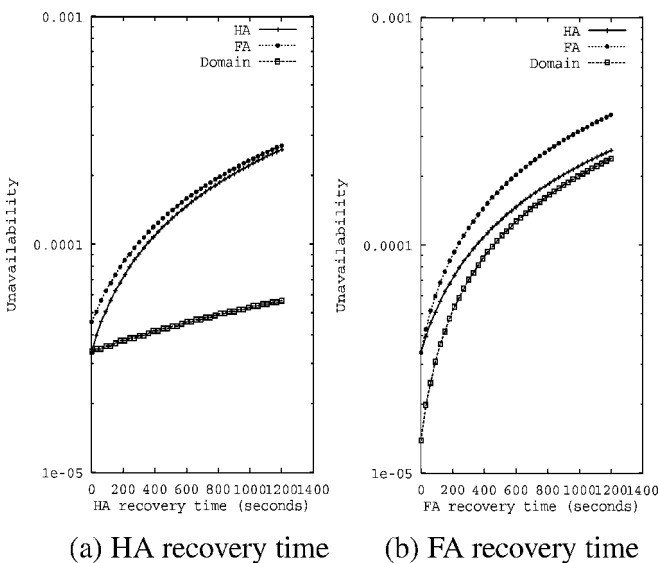 0.001
HA
FA
Domain
Unavailability
0.0001
1e-05
0 200 400 600 800 1000 1200 1400
HA recovery time (seconds)
(a) HA recovery time
0.001
HA
FA
Domain
Unavailability
0.0001
1e-05
0 200 400 600 800 1000 1200 1400
FA recovery time (seconds)
(b) FA recovery time